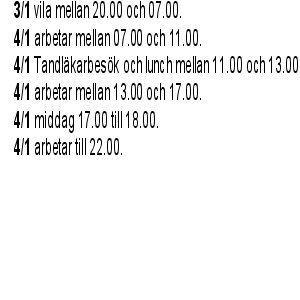 3/1 vila mellan 20.00 och 07.00.
4/1 arbetar mellan 07.00 och 11.00.
4/1 Tandläkarbesök och lunch mellan 11.00 och 13.00
4/1 arbetar mellan 13.00 och 17.00.
4/1 middag 17.00 till 18.00.
4/1 arbetar till 22.00.